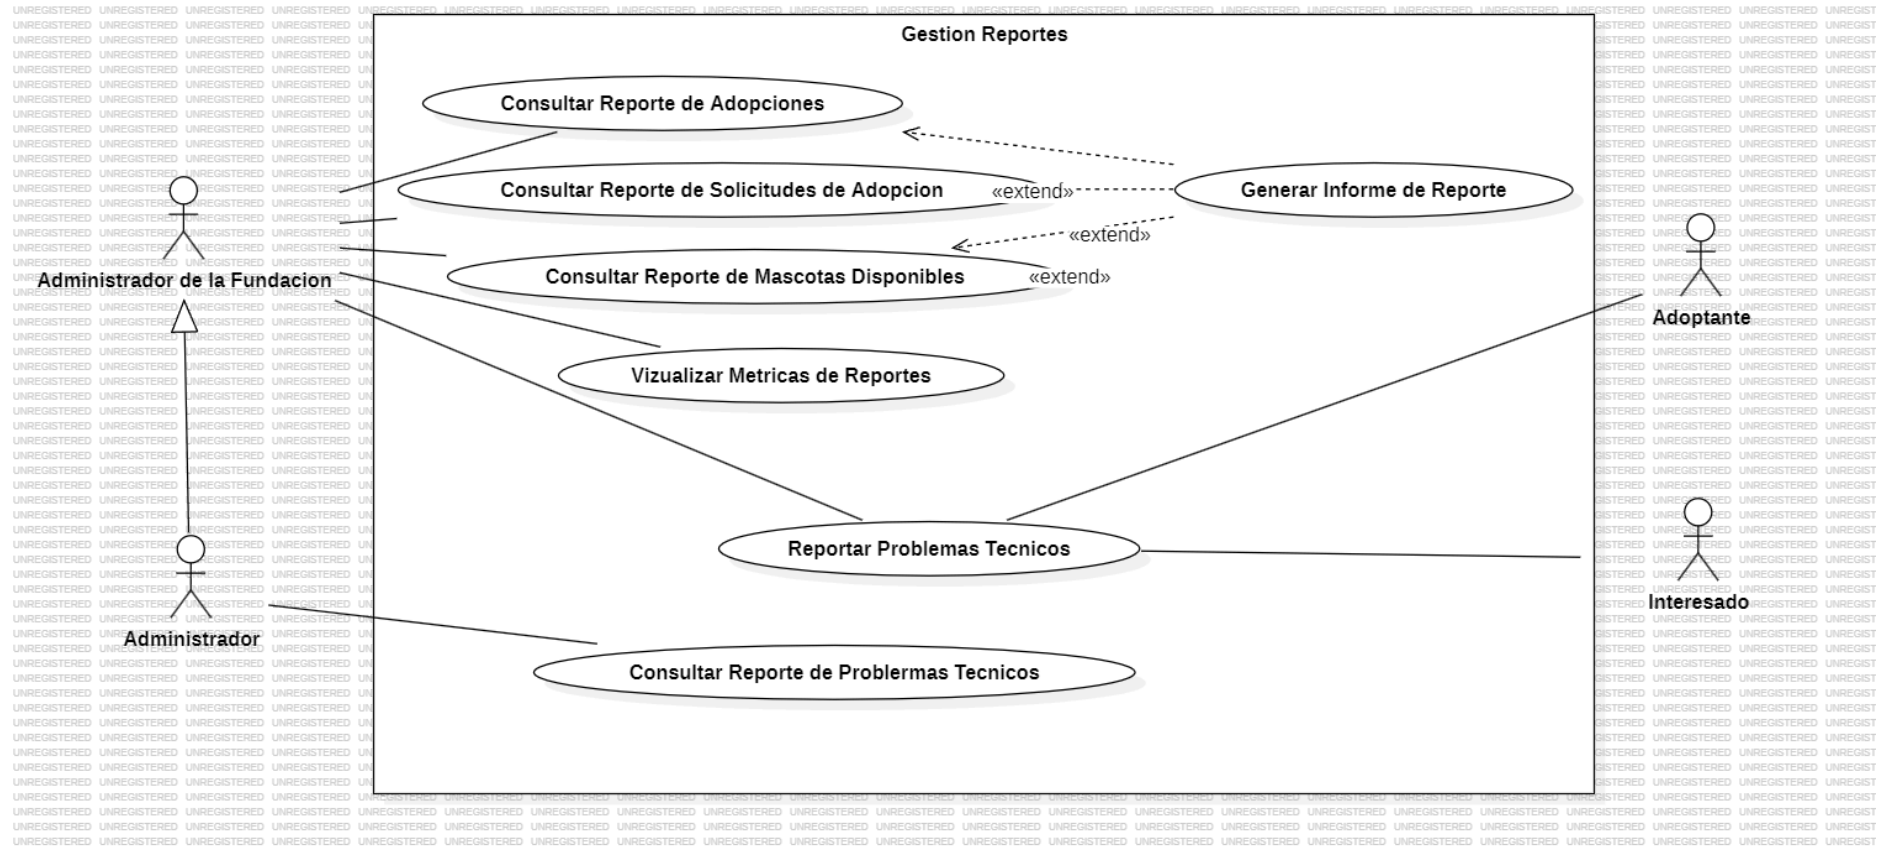 Gestion Reportes
Consultar Reporte de Adopciones
Consultar Reporte de Solicitudes de Adopcion
«extend»
Generar Informe de Reporte
«extend»
Administrador de la Fundacion
Consultar Reporte de Mascotas Disponibles
«extend»
Adoptante
Vizualizar Metricas de Reportes
Reportar Problemas Tecnicos
Interesado
Administrador
Consultar Reporte de Problermas Tecnicos
UNREGISTERED